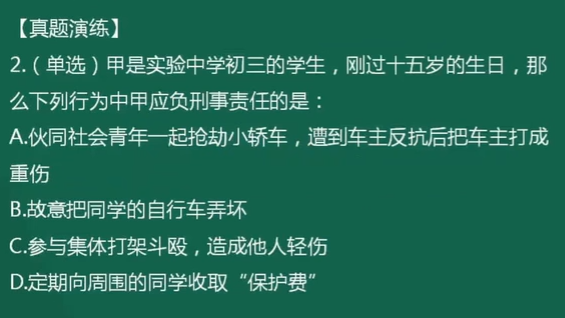 【真题演练】
2.（单选）甲是实验中学初三的学生，刚过十五岁的生日，那
么下列行为中甲应负刑事责任的是：
A.伙同社会青年一起抢劫小轿车，遭到车主反抗后把车主打成
重伤
B.故意把同学的自行车弄坏
C.参与集体打架斗殴，造成他人轻伤
D.定期向周围的同学收取“保护费”